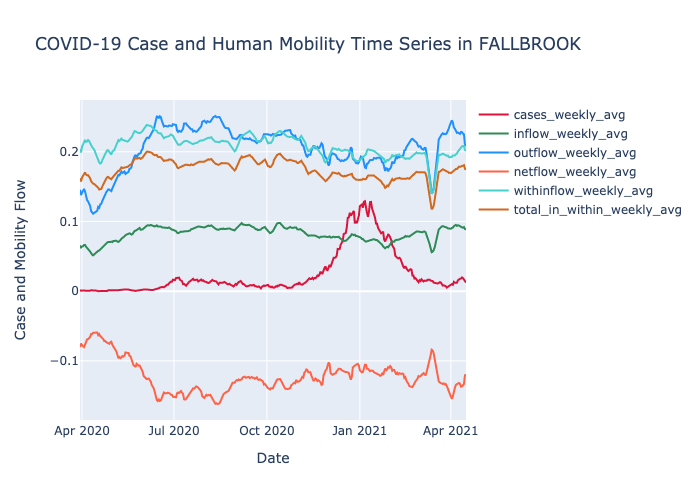 COVID-19 Case and Human Mobility Time Series in FALLBROOK
cases_weekly_avg
inflow_weekly_avg
outflow_weekly_avg
netflow_weekly_avg
withinflow_weekly_avg
total_in_within_weekly_avg
Case and Mobility Flow
0.2
0.1
0
−0.1
Apr 2020
Jul 2020
Oct 2020
Jan 2021
Apr 2021
Date